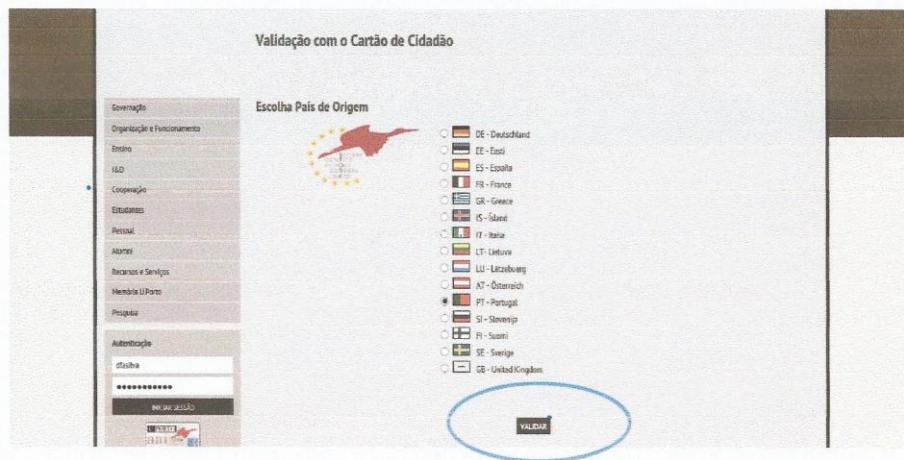 Validação com o Cartão de Cidadão
Governação
Organização e Funcionamento
Ensino
I&D
Cooperação
Estudantes
Pessoal
Alumni
Recursos e Serviços
Memória U.Porto
Pesquisa
Autenticação
dfasilva
•••••••••••
INICIAR SESSÃO
Escolha País de Origem
DE - Deutschland
EE - Eesti
ES - España
FR - France
GR - Greece
IS - Ísland
IT - Italia
LT - Lietuva
LU - Lëtzebuerg
AT - Österreich
PT - Portugal
SI - Slovenija
FI - Suomi
SE - Sverige
GB - United Kingdom
VALIDAR